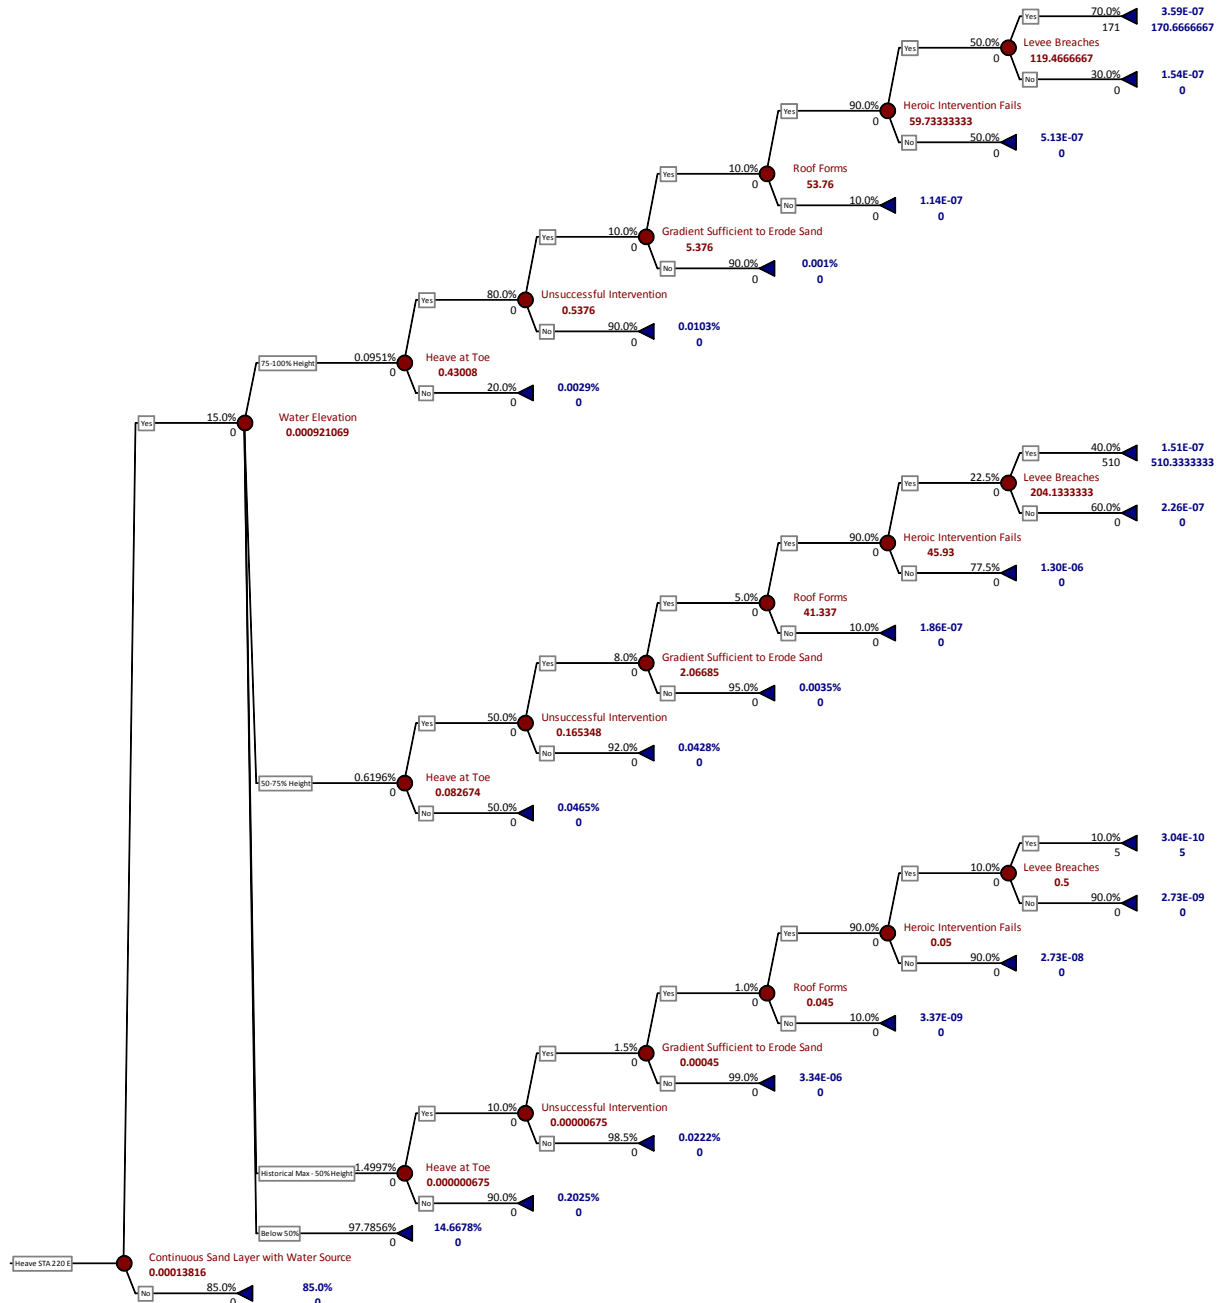 Yes 70.0% 3.59E-07
171 170.6666667
50.0% Levee Breaches
Yes
0 119.4666667
No 30.0% 1.54E-07
0 0
90.0% Heroic Intervention Fails
Yes
0 59.73333333
No 50.0% 5.13E-07
0 0
10.0% Roof Forms
Yes
0 53.76
No 10.0% 1.14E-07
0 0
10.0% Gradient Sufficient to Erode Sand
Yes
0 5.376
No 90.0% 0.001%
0 0
80.0% Unsuccessful Intervention
Yes
0 0.5376
No 90.0% 0.0103%
0 0
75-100% Height 0.0951% Heave at Toe
0 0.43008
No 20.0% 0.0029%
0 0
Yes 15.0% Water Elevation
0 0.000921069
Yes 40.0% 1.51E-07
510 510.3333333
22.5% Levee Breaches
Yes
0 204.1333333
No 60.0% 2.26E-07
0 0
90.0% Heroic Intervention Fails
Yes
0 45.93
No 77.5% 1.30E-06
0 0
5.0% Roof Forms
Yes
0 41.337
No 10.0% 1.86E-07
0 0
8.0% Gradient Sufficient to Erode Sand
Yes
0 2.06685
No 95.0% 0.0035%
0 0
50.0% Unsuccessful Intervention
Yes
0 0.165348
No 92.0% 0.0428%
0 0
50-75% Height 0.6196% Heave at Toe
0 0.082674
No 50.0% 0.0465%
0 0
Yes 10.0% 3.04E-10
5 5
10.0% Levee Breaches
Yes
0 0.5
No 90.0% 2.73E-09
0 0
90.0% Heroic Intervention Fails
Yes
0 0.05
No 90.0% 2.73E-08
0 0
1.0% Roof Forms
Yes
0 0.045
No 10.0% 3.37E-09
0 0
1.5% Gradient Sufficient to Erode Sand
Yes
0 0.00045
No 99.0% 3.34E-06
0 0
10.0% Unsuccessful Intervention
Yes
0 0.00000675
No 98.5% 0.0222%
0 0
Historical Max - 50%Height 1.4997% Heave at Toe
0 0.000000675
No 90.0% 0.2025%
0 0
Below 50% 97.7856% 14.6678%
0 0
Heave STA 220 E Continuous Sand Layer with Water Source
0.00013816
No 85.0% 85.0%
0 0